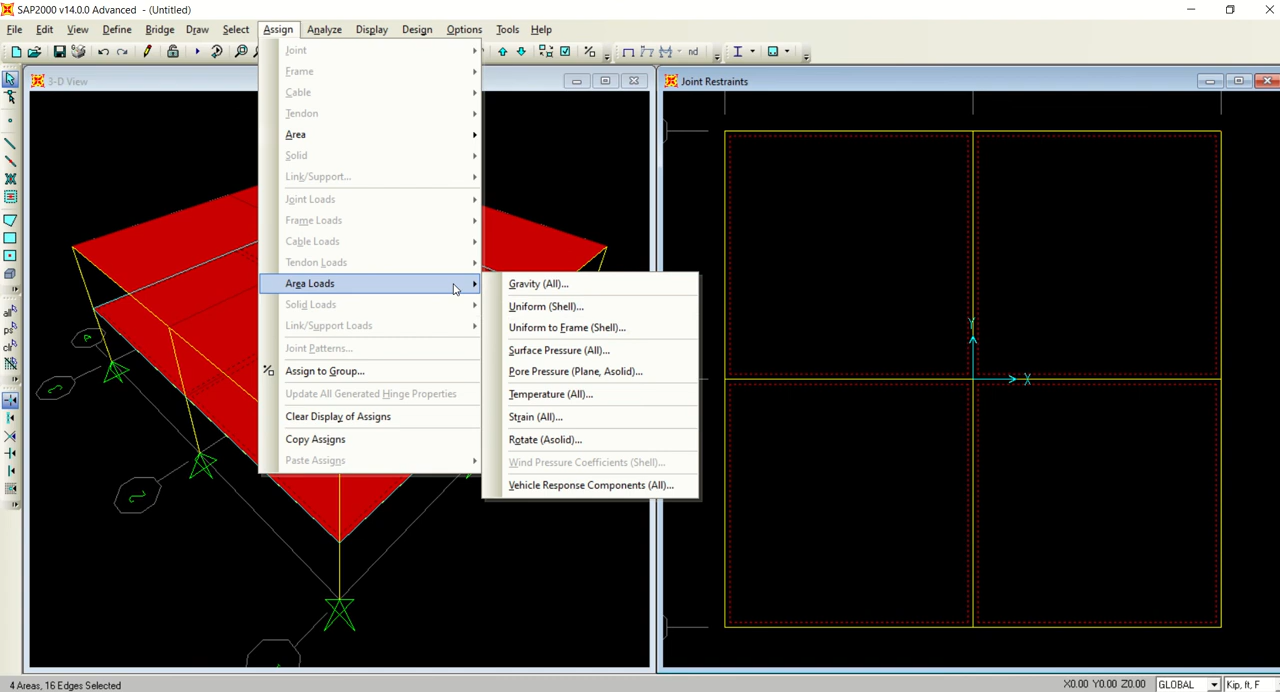 SAP2000 v14.0.0 Advanced - (Untitled)
File Edit View Define Bridge Draw Select Assign Analyze Display Design Options Tools Help
nd
3-D View
Joint Restraints
Joint
Frame
Cable
Tendon
Area
Solid
Link/Support...
Joint Loads
Frame Loads
Cable Loads
Tendon Loads
Area Loads
Solid Loads
Link/Support Loads
Joint Patterns...
Assign to Group...
Update All Generated Hinge Properties
Clear Display of Assigns
Copy Assigns
Paste Assigns
Gravity (All)...
Uniform (Shell)...
Uniform to Frame (Shell)...
Surface Pressure (All)...
Pore Pressure (Plane, Asolid)...
Temperature (All)...
Strain (All)...
Rotate (Asolid)...
Wind Pressure Coefficients (Shell)...
Vehicle Response Components (All)...
all
ps
clr
Y
X
4 Areas, 16 Edges Selected
X0.00 Y0.00 Z0.00
GLOBAL
Kip, ft, F